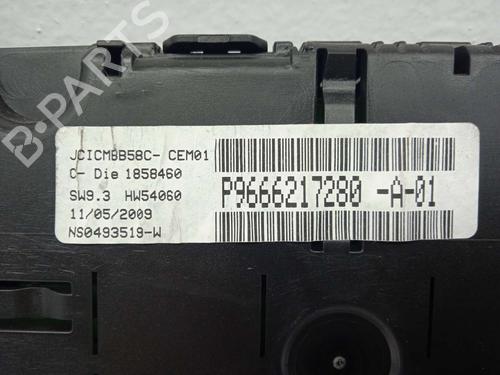 B-PARTS
JCICMBB58C- CEM01
C- Die 1858460
SW9.3 HW54060
11/05/2009
NS0493519-W
P9666217280 -A-01